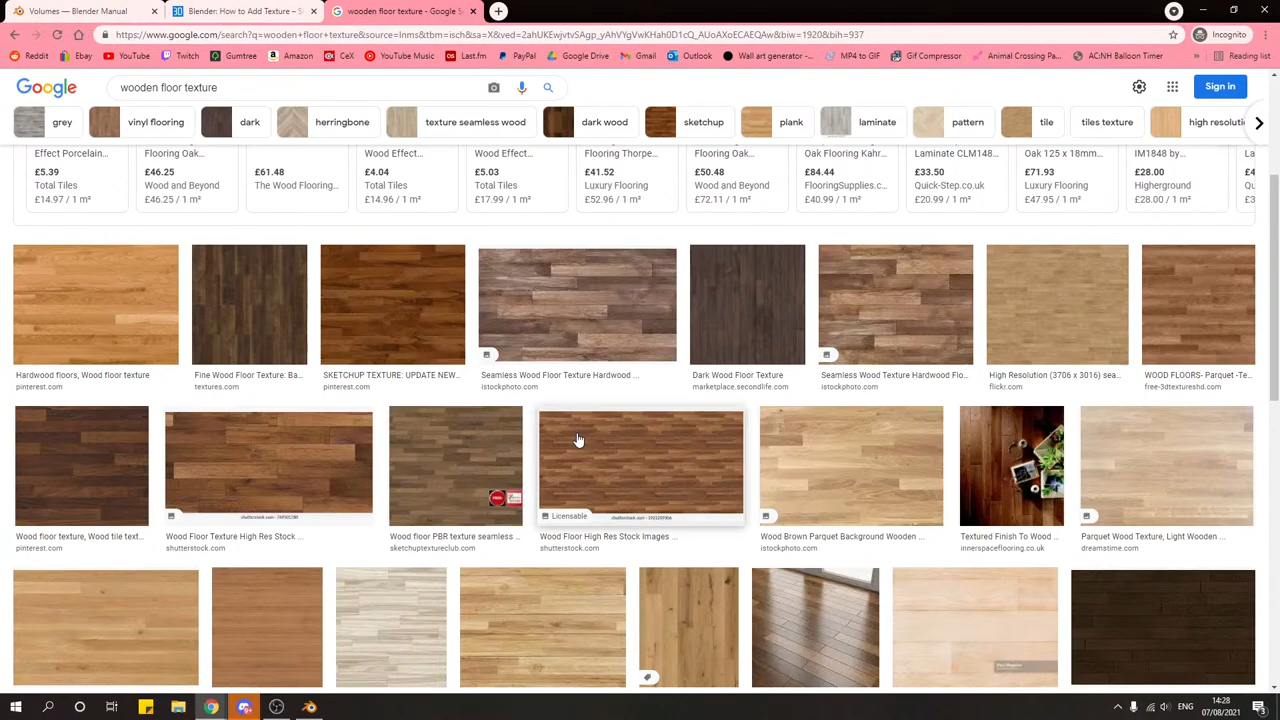 Volumes — Blender Manual
Blender: How to Add Texture – S
wooden floor texture - Google S
https://www.google.com/search?q=wooden+floor+texture&source=lnms&tbm=isch&sa=X&ved=2ahUKEwjvtvSAgp_yAhVYgVwKHah0D1cQ_AUoAXoECAEQAw&biw=1920&bih=937
Incognito
Reddit
Ebay
YouTube
Twitch
Gumtree
Amazon
CEX
YouTube Music
Last.fm
PayPal
Google Drive
Gmail
Outlook
Wall art generator -...
MP4 to GIF
Gif Compressor
Animal Crossing Pa...
AC:NH Balloon Timer
Reading list
Google
wooden floor texture
Sign in
grey
vinyl flooring
dark
herringbone
texture seamless wood
dark wood
sketchup
plank
laminate
pattern
tile
tiles texture
high resoluti
Effect Porcelain...
Flooring Oak...
Wood Effect...
Wood Effect...
Flooring Thorpe...
Flooring Oak...
Oak Flooring Kahr...
Laminate CLM148...
Oak 125 x 18mm...
IM1848 by...
£5.39
£46.25
£61.48
£4.04
£5.03
£41.52
£50.48
£84.44
£33.50
£71.93
£28.00
Total Tiles
Wood and Beyond
The Wood Flooring...
Total Tiles
Total Tiles
Luxury Flooring
Wood and Beyond
FlooringSupplies.c...
Quick-Step.co.uk
Luxury Flooring
Higherground
£14.97 / 1 m²
£46.25 / 1 m²
£14.96 / 1 m²
£17.99 / 1 m²
£52.96 / 1 m²
£72.11 / 1 m²
£40.99 / 1 m²
£20.99 / 1 m²
£47.95 / 1 m²
£28.00 / 1 m²
Hardwood floors, Wood floor texture
pinterest.com
Fine Wood Floor Texture: Ba...
textures.com
SKETCHUP TEXTURE: UPDATE NEW...
pinterest.com
Seamless Wood Floor Texture Hardwood ...
istockphoto.com
Dark Wood Floor Texture
marketplace.secondlife.com
Seamless Wood Texture Hardwood Flo...
istockphoto.com
High Resolution (3706 x 3016) sea...
flickr.com
WOOD FLOORS- Parquet -Te...
free-3dtextureshd.com
Licensable
Wood floor texture, Wood tile text...
pinterest.com
Wood Floor Texture High Res Stock ...
shutterstock.com
Wood floor PBR texture seamless ...
sketchuptextureclub.com
Wood Floor High Res Stock Images ...
shutterstock.com
Wood Brown Parquet Background Wooden ...
istockphoto.com
Textured Finish To Wood ...
innerspaceflooring.co.uk
Parquet Wood Texture, Light Wooden ...
dreamstime.com
ENG
14:28
07/08/2021